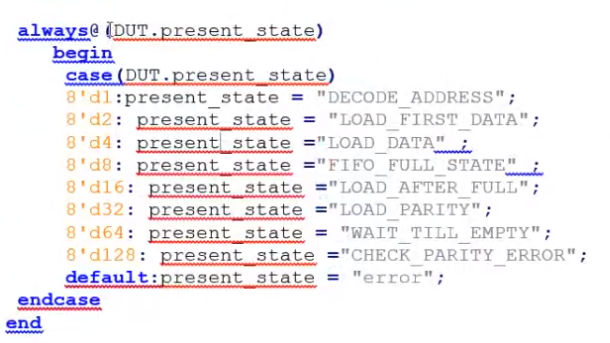 always@(DUT.present_state)
begin
case(DUT.present_state)
8'd1:present_state = "DECODE_ADDRESS";
8'd2: present_state = "LOAD_FIRST_DATA";
8'd4: present_state ="LOAD_DATA" ;
8'd8: present_state ="FIFO_FULL_STATE" ;
8'd16: present_state ="LOAD_AFTER_FULL";
8'd32: present_state ="LOAD_PARITY";
8'd64: present_state = "WAIT_TILL_EMPTY";
8'd128: present_state ="CHECK_PARITY_ERROR";
default:present_state = "error";
endcase
end